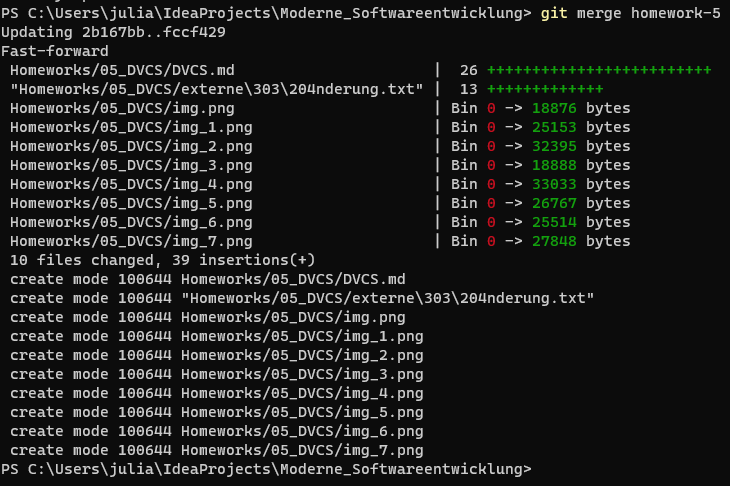 PS C:\Users\julia\IdeaProjects\Moderne_Softwareentwicklung> git merge homework-5
Updating 2b167bb..fccf429
Fast-forward
 Homeworks/05_DVCS/DVCS.md                      |  26 +++++++++++++++++++++++++
 "Homeworks/05_DVCS/externe\303\204nderung.txt" |  13 +++++++++++++
 Homeworks/05_DVCS/img.png                      | Bin 0 -> 18876 bytes
 Homeworks/05_DVCS/img_1.png                    | Bin 0 -> 25153 bytes
 Homeworks/05_DVCS/img_2.png                    | Bin 0 -> 32395 bytes
 Homeworks/05_DVCS/img_3.png                    | Bin 0 -> 18888 bytes
 Homeworks/05_DVCS/img_4.png                    | Bin 0 -> 33033 bytes
 Homeworks/05_DVCS/img_5.png                    | Bin 0 -> 26767 bytes
 Homeworks/05_DVCS/img_6.png                    | Bin 0 -> 25514 bytes
 Homeworks/05_DVCS/img_7.png                    | Bin 0 -> 27848 bytes
 10 files changed, 39 insertions(+)
 create mode 100644 Homeworks/05_DVCS/DVCS.md
 create mode 100644 "Homeworks/05_DVCS/externe\303\204nderung.txt"
 create mode 100644 Homeworks/05_DVCS/img.png
 create mode 100644 Homeworks/05_DVCS/img_1.png
 create mode 100644 Homeworks/05_DVCS/img_2.png
 create mode 100644 Homeworks/05_DVCS/img_3.png
 create mode 100644 Homeworks/05_DVCS/img_4.png
 create mode 100644 Homeworks/05_DVCS/img_5.png
 create mode 100644 Homeworks/05_DVCS/img_6.png
 create mode 100644 Homeworks/05_DVCS/img_7.png
PS C:\Users\julia\IdeaProjects\Moderne_Softwareentwicklung>